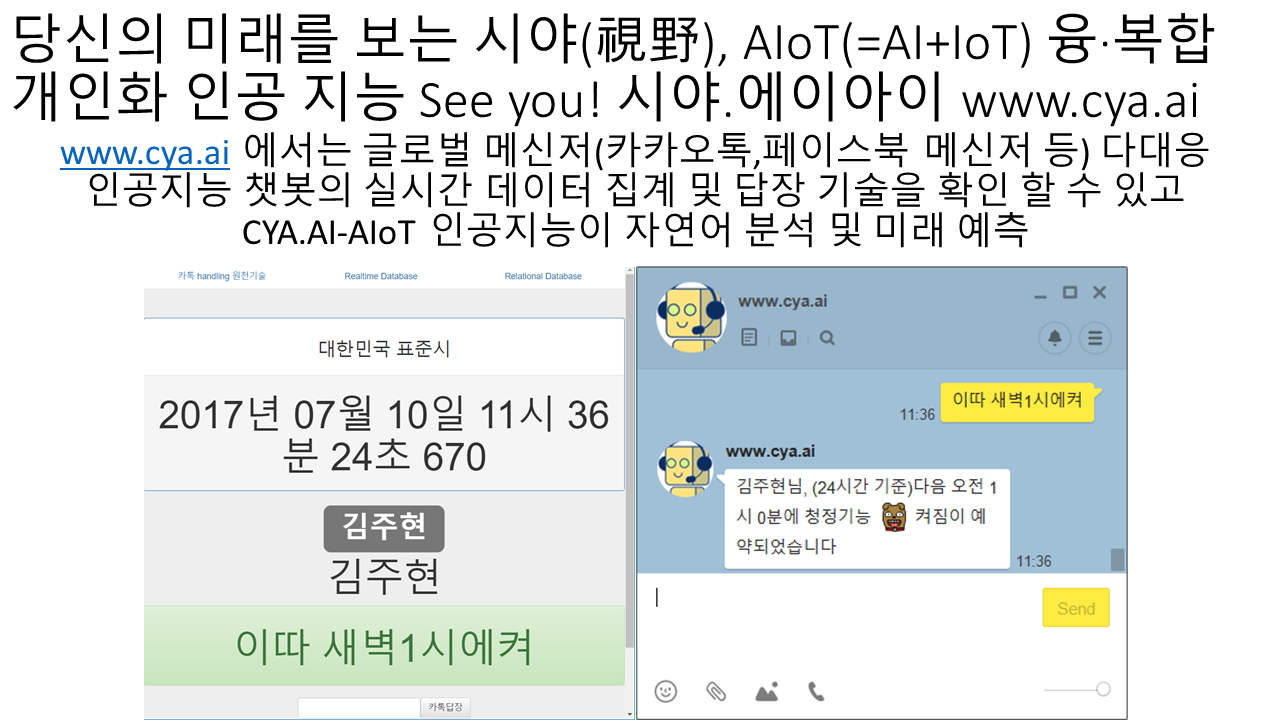 당신의 미래를 보는 시야(視野), AIoT(=AI+IoT) 융·복합
개인화 인공 지능 See you! 시야.에이아이 www.cya.ai
www.cya.ai 에서는 글로벌 메신저(카카오톡,페이스북 메신저 등) 다대응
인공지능 챗봇의 실시간 데이터 집계 및 답장 기술을 확인 할 수 있고
CYA.AI-AIoT 인공지능이 자연어 분석 및 미래 예측
카톡 handling 원천기술 Realtime Database Relational Database
대한민국 표준시
2017년 07월 10일 11시 36
분 24초 670
김주현
김주현
이따 새벽1시에켜
카톡답장
www.cya.ai
이따 새벽1시에켜
11:36
www.cya.ai
김주현님, (24시간 기준)다음 오전 1
시 0분에 청정기능 켜짐이 예
약되었습니다
11:36
Send